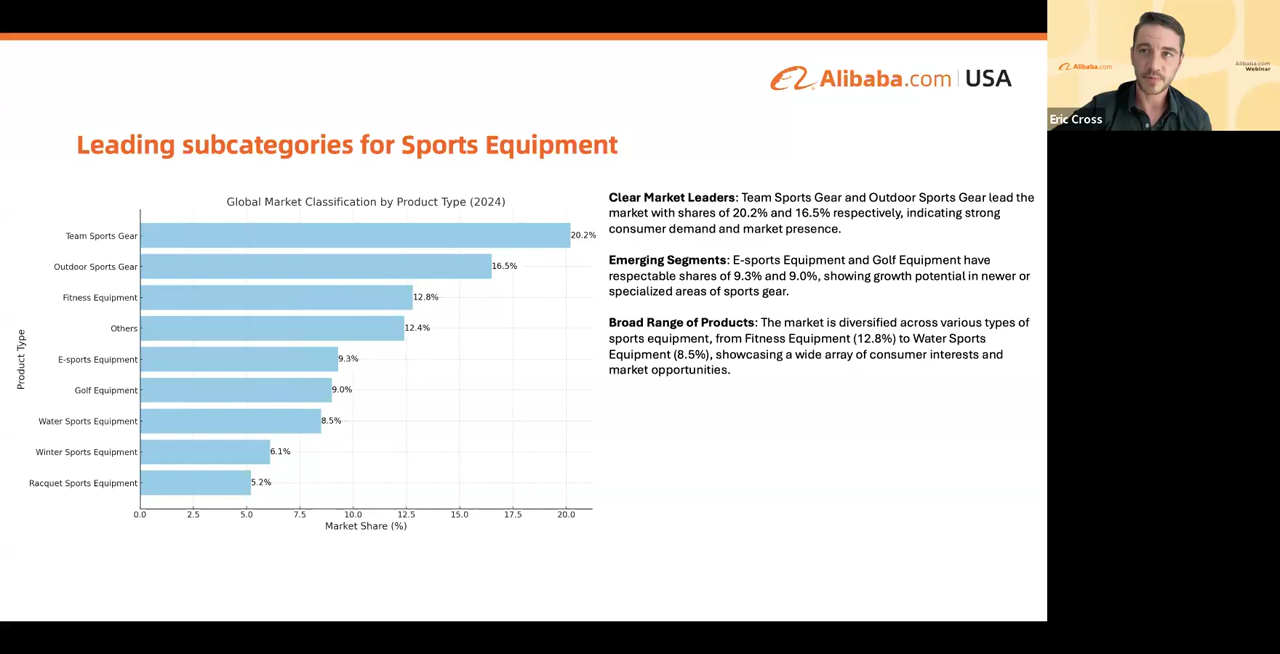 Alibaba.com | USA
Leading subcategories for Sports Equipment
Global Market Classification by Product Type (2024)
Product Type
Team Sports Gear 20.2%
Outdoor Sports Gear 16.5%
Fitness Equipment 12.8%
Others 12.4%
E-sports Equipment 9.3%
Golf Equipment 9.0%
Water Sports Equipment 8.5%
Winter Sports Equipment 6.1%
Racquet Sports Equipment 5.2%
0.0 2.5 5.0 7.5 10.0 12.5 15.0 17.5 20.0
Market Share (%)
Clear Market Leaders: Team Sports Gear and Outdoor Sports Gear lead the
market with shares of 20.2% and 16.5% respectively, indicating strong
consumer demand and market presence.
Emerging Segments: E-sports Equipment and Golf Equipment have
respectable shares of 9.3% and 9.0%, showing growth potential in newer or
specialized areas of sports gear.
Broad Range of Products: The market is diversified across various types of
sports equipment, from Fitness Equipment (12.8%) to Water Sports
Equipment (8.5%), showcasing a wide array of consumer interests and
market opportunities.
Alibaba.com
Alibaba.com
Webinar
Eric Cross